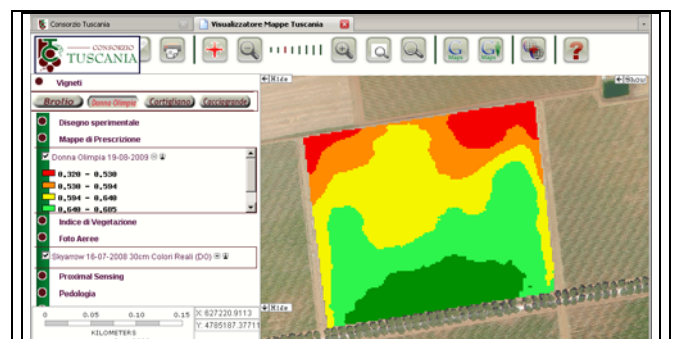 Consorzio Tuscania
Visualizzatore Mappe Tuscania
CONSORZIO
TUSCANIA
G
Maps
G
Maps
?
Vigneti
Hide
Show
Brolio
Donna Olimpia
Cortigliano
Cacciagrande
Disegno sperimentale
Mappe di Prescrizione
Donna Olimpia 19-08-2009
0.320 - 0.530
0.530 - 0.594
0.594 - 0.640
0.640 - 0.685
Indice di Vegetazione
Foto Aeree
Skyarrow 16-07-2008 30cm Colori Reali (DO)
Proximal Sensing
Pedologia
Hide
0 0.05 0.10 0.15
KILOMETERS
X: 627220.9113
Y: 4785187.37711